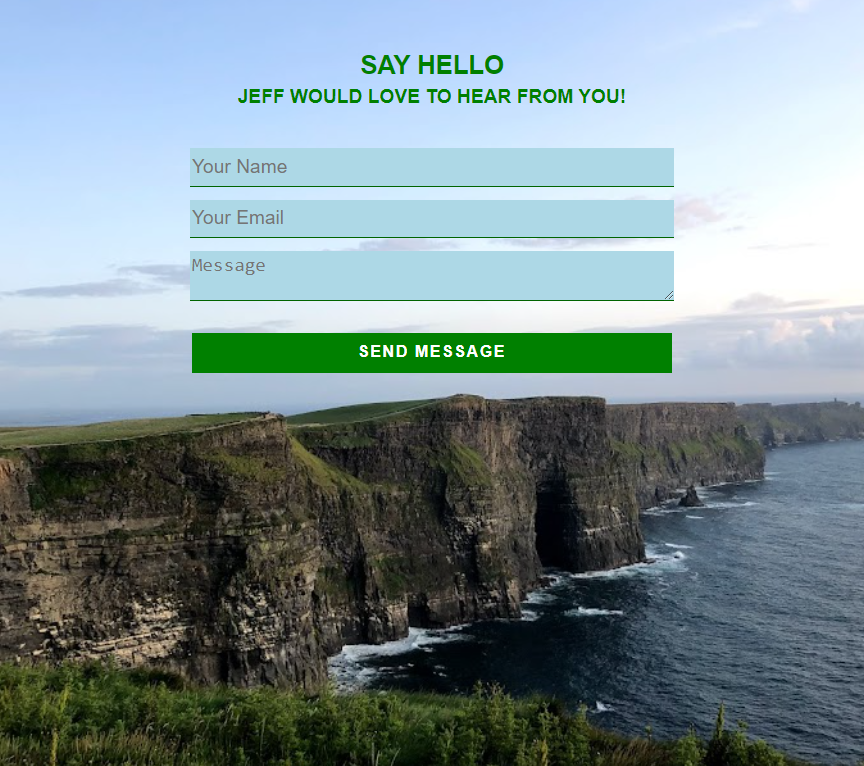 SAY HELLO
JEFF WOULD LOVE TO HEAR FROM YOU!
Your Name
Your Email
Message
SEND MESSAGE